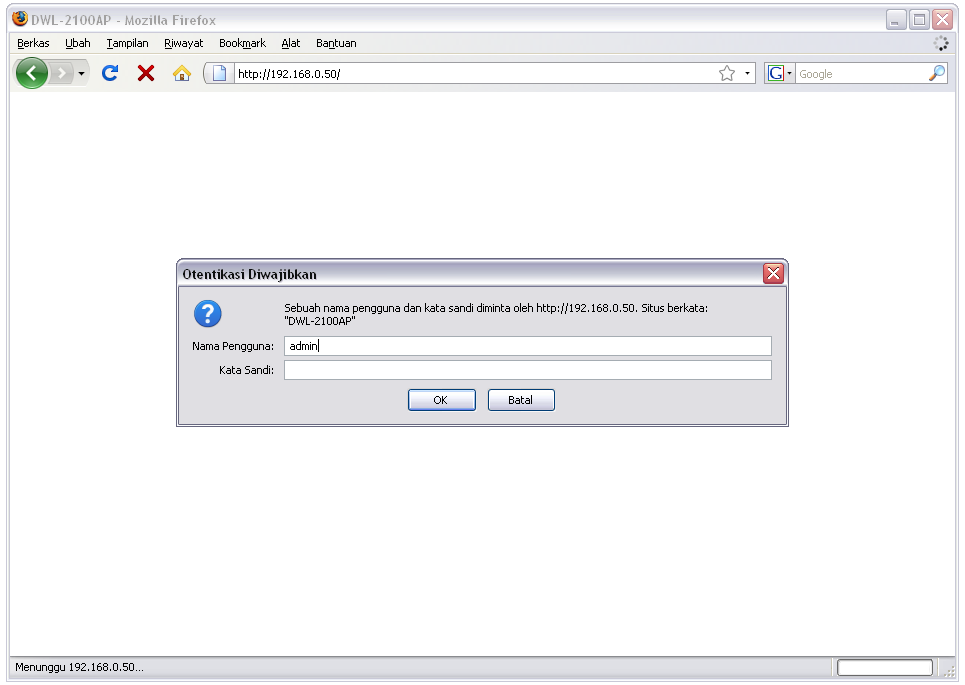 DWL-2100AP - Mozilla Firefox
Berkas Ubah Tampilan Riwayat Bookmark Alat Bantuan
http://192.168.0.50/ G Google
Otentikasi Diwajibkan
Sebuah nama pengguna dan kata sandi diminta oleh http://192.168.0.50. Situs berkata:
"DWL-2100AP"
Nama Pengguna: admin
Kata Sandi:
OK Batal
Menunggu 192.168.0.50...